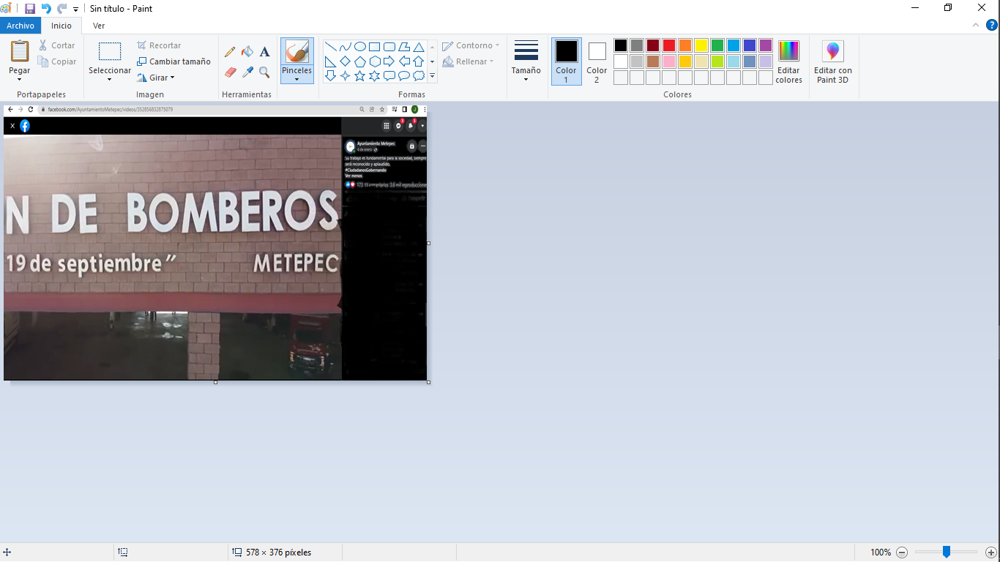 Sin título - Paint
Archivo
Inicio
Ver
Pegar
Cortar
Copiar
Portapapeles
Seleccionar
Recortar
Cambiar tamaño
Girar
Imagen
A
Herramientas
Pinceles
Contorno
Rellenar
Formas
Tamaño
Color
1
Color
2
Editar
colores
Colores
Editar con
Paint 3D
facebook.com/AyuntamientoMetepec/videos/352856832875079
J
N DE BOMBEROS
19 de septiembre”
METEPEC
Ayuntamiento Metepec
4 de enero
Su trabajo es fundamental para la sociedad, siempre
será reconocido y aplaudido.
#CiudadanosGobernando
Ver menos
373 15 comentarios 3.6 mil reproducciones
578 × 376 píxeles
100%